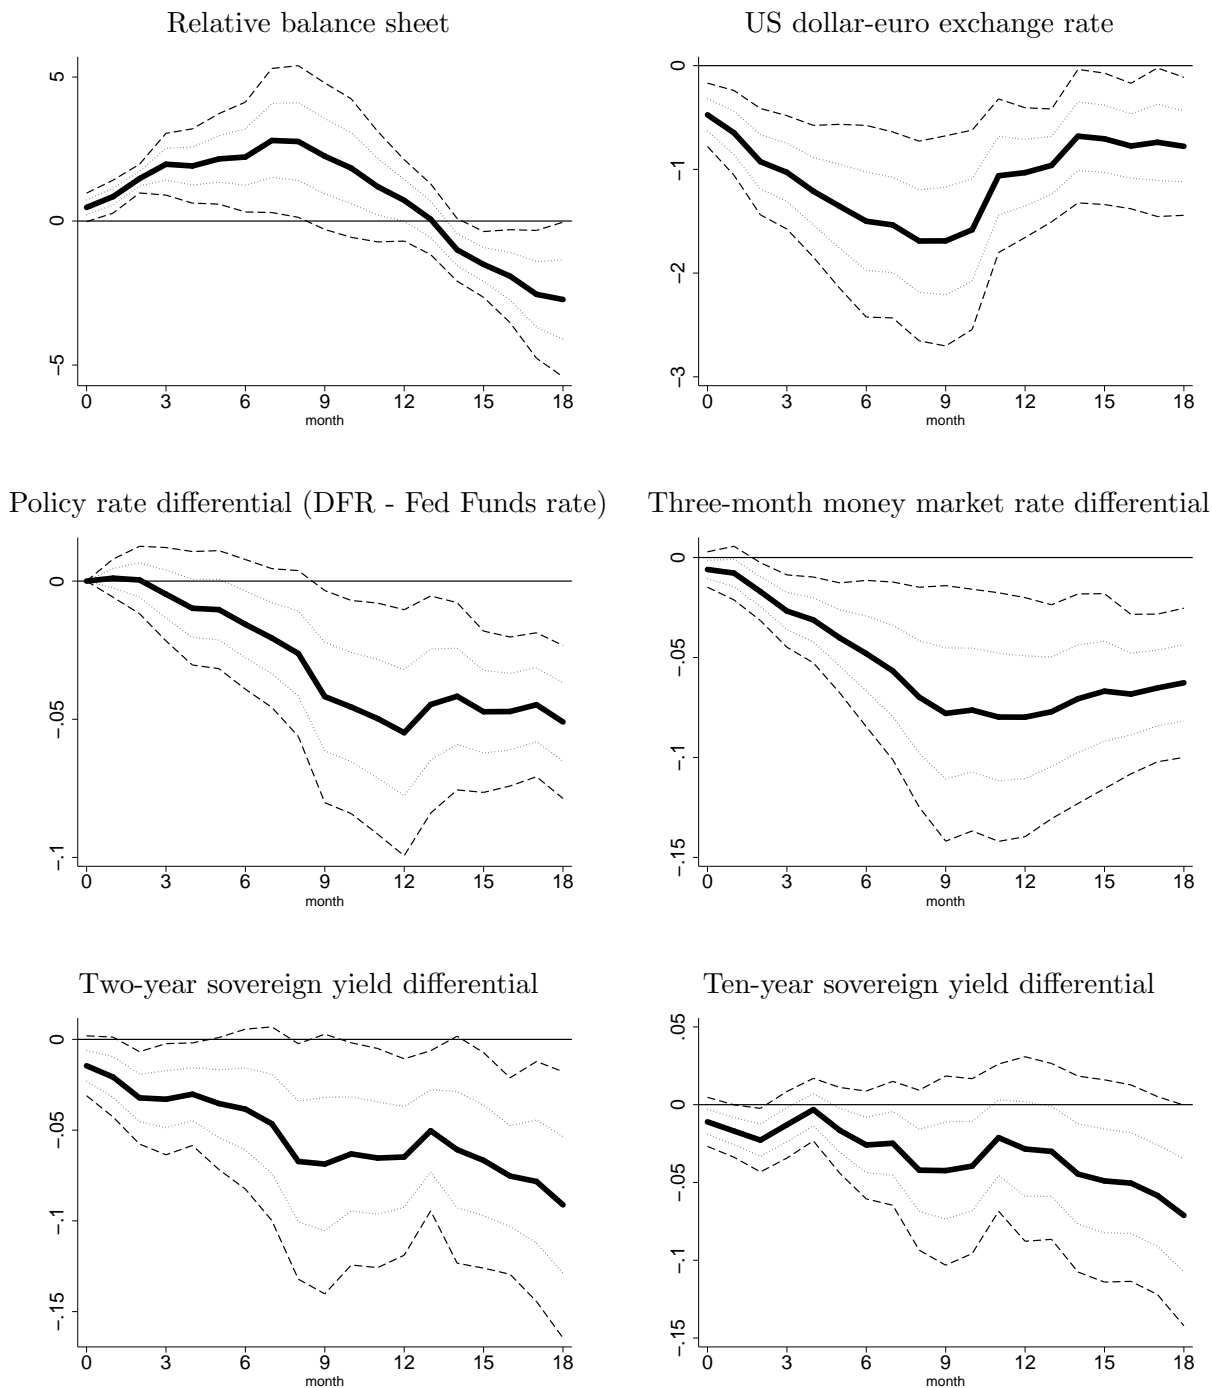 Relative balance sheet
5
0
−5
0 3 6 9 12 15 18
month
US dollar-euro exchange rate
0
−1
−2
−3
0 3 6 9 12 15 18
month
Policy rate differential (DFR - Fed Funds rate)
0
−.05
−.1
0 3 6 9 12 15 18
month
Three-month money market rate differential
0
−.05
−.1
−.15
0 3 6 9 12 15 18
month
Two-year sovereign yield differential
0
−.05
−.1
−.15
0 3 6 9 12 15 18
month
Ten-year sovereign yield differential
.05
0
−.05
−.1
−.15
0 3 6 9 12 15 18
month